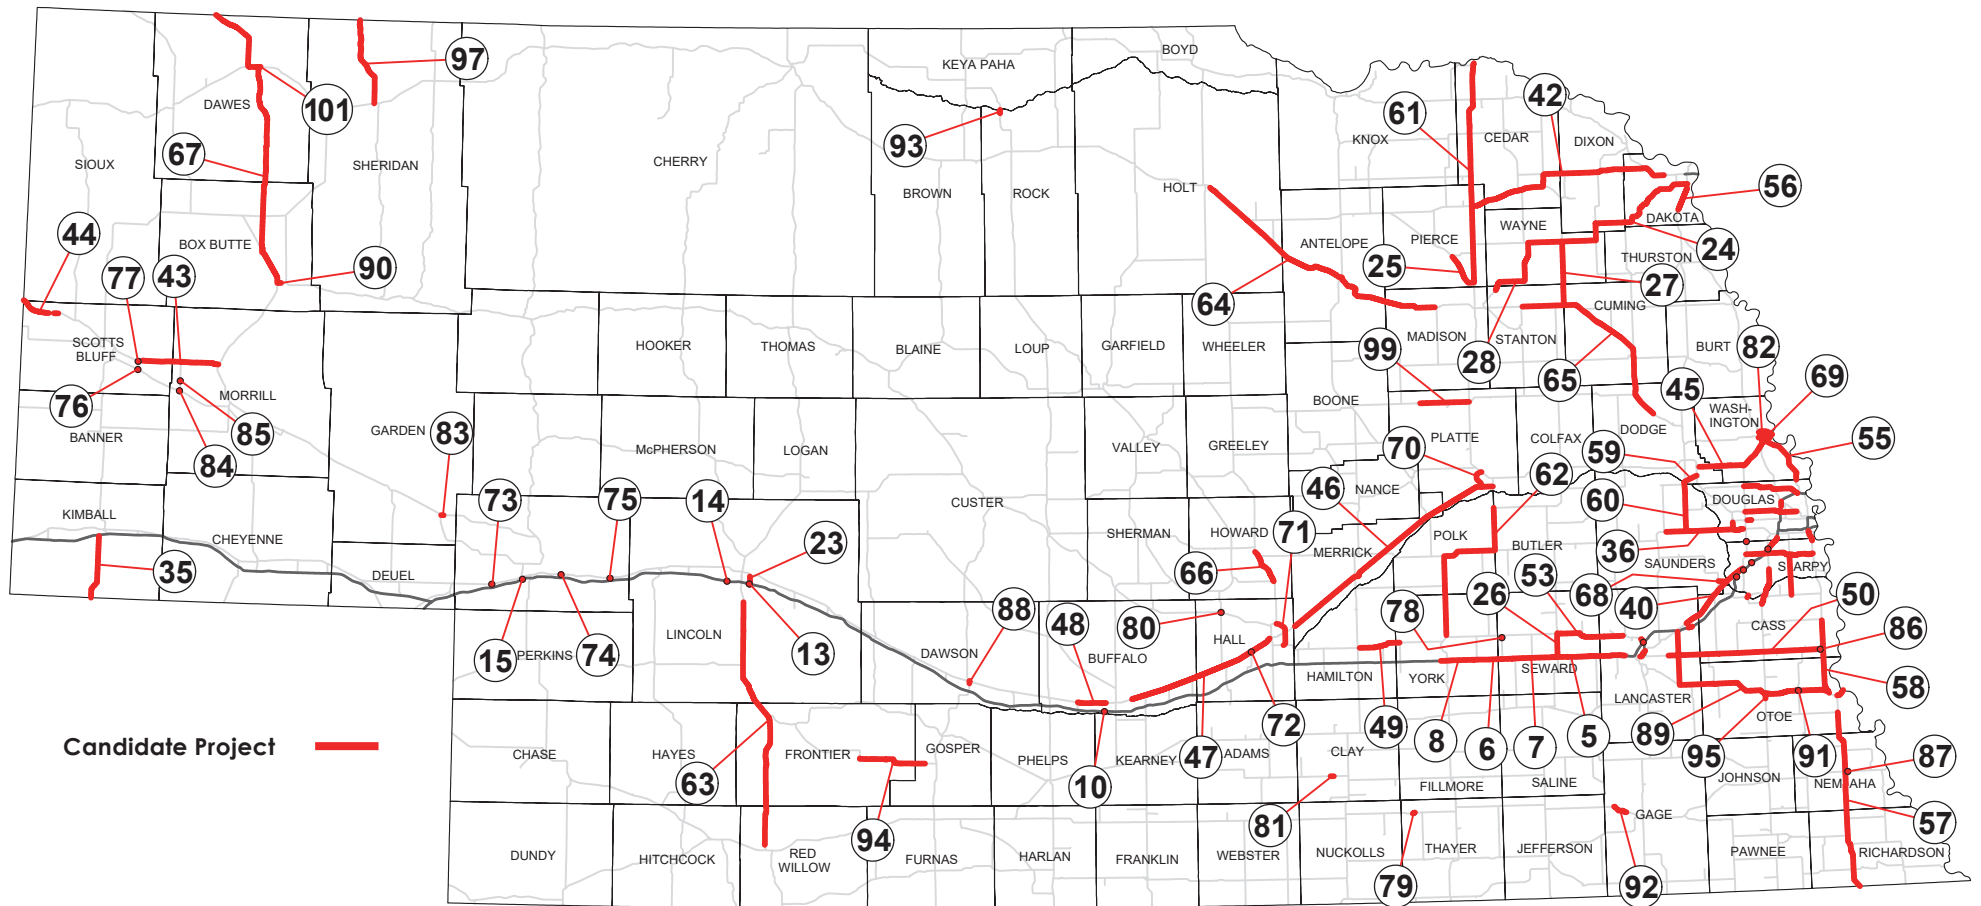 BOYD
KEYA PAHA
97
DAWES
101
61
42
CEDAR
DIXON
KNOX
93
67
SIOUX
SHERIDAN
CHERRY
BROWN
ROCK
HOLT
56
44
BOX BUTTE
77
43
90
ANTELOPE
PIERCE
25
WAYNE
DAKOTA
24
THURSTON
27
64
CUMING
SCOTTS
BLUFF
HOOKER
THOMAS
BLAINE
LOUP
GARFIELD
WHEELER
MADISON
99
STANTON
28
65
BURT
82
69
45
76
MORRILL
85
84
BANNER
GARDEN
83
McPHERSON
LOGAN
VALLEY
GREELEY
BOONE
PLATTE
70
COLFAX
DODGE
WASH-
INGTON
59
55
62
73
75
14
CUSTER
46
NANCE
60
DOUGLAS
KIMBALL
CHEYENNE
SHERMAN
HOWARD
71
MERRICK
POLK
BUTLER
36
23
35
DEUEL
66
53
SAUNDERS
SARPY
26
68
50
88
48
80
78
40
LINCOLN
HALL
CASS
86
15
PERKINS
74
13
DAWSON
BUFFALO
HAMILTON
YORK
SEWARD
LANCASTER
58
OTOE
Candidate Project
CHASE
HAYES
63
FRONTIER
GOSPER
PHELPS
10
KEARNEY
47
ADAMS
72
CLAY
49
8
6
7
5
89
95
91
87
JOHNSON
NEMAHA
FILLMORE
SALINE
81
94
GAGE
57
DUNDY
HITCHCOCK
RED
WILLOW
FURNAS
HARLAN
FRANKLIN
WEBSTER
NUCKOLLS
79
THAYER
JEFFERSON
92
PAWNEE
RICHARDSON